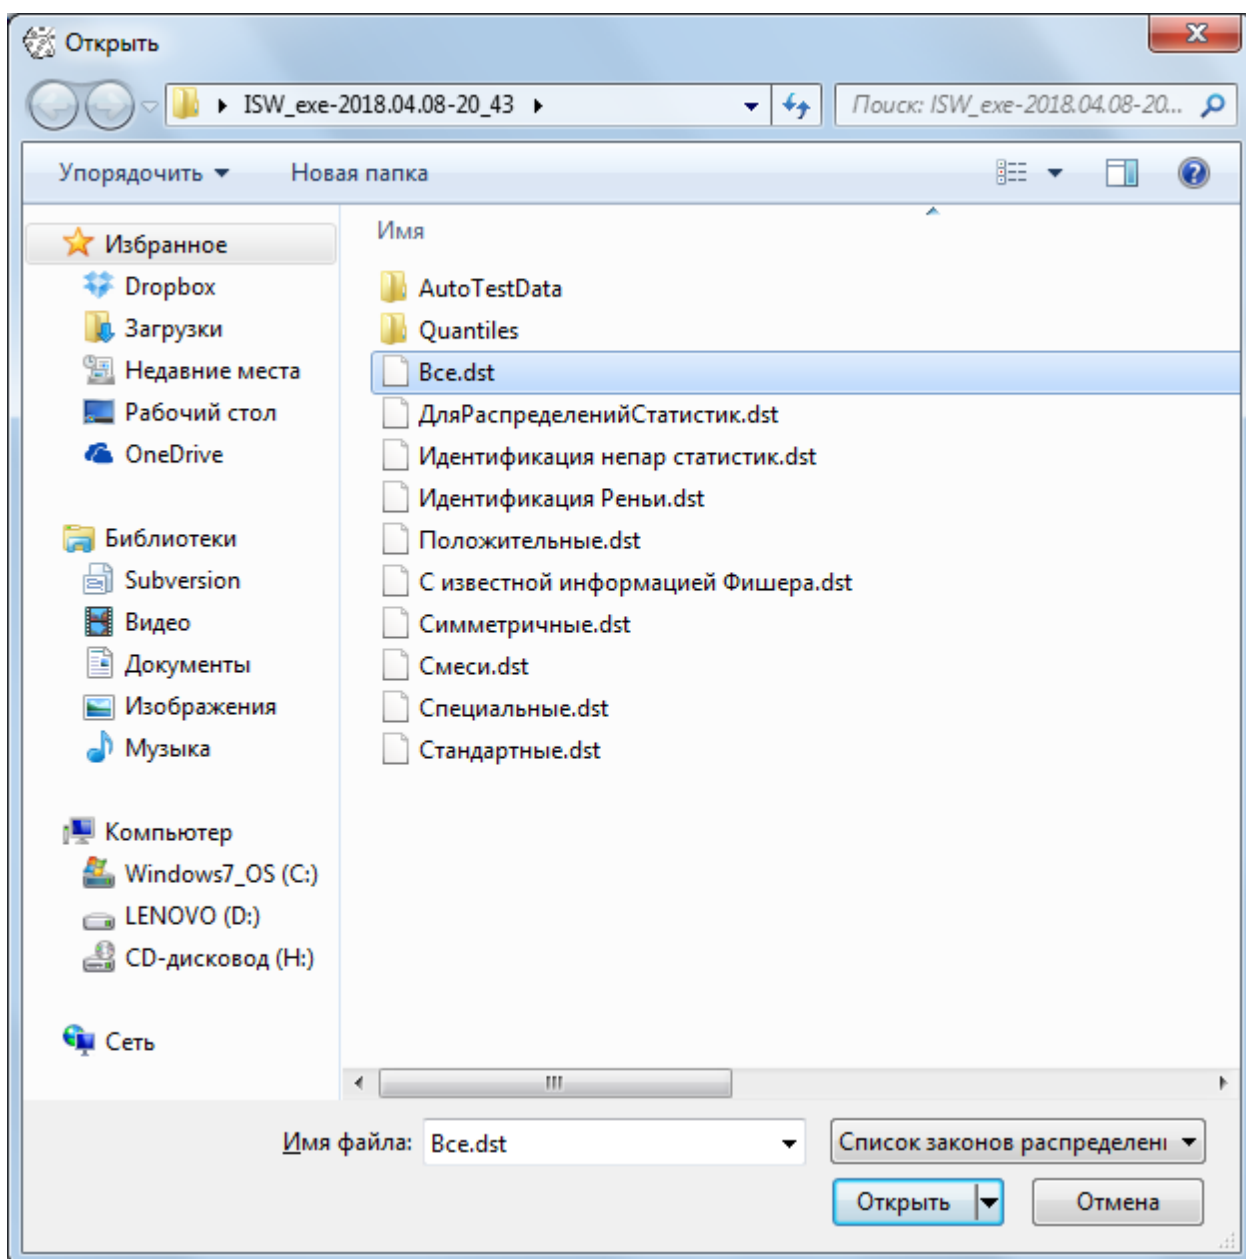 Открыть
ISW_exe-2018.04.08-20_43
Поиск: ISW_exe-2018.04.08-20...
Упорядочить
Новая папка
Имя
Избранное
Dropbox
Загрузки
Недавние места
Рабочий стол
OneDrive
Библиотеки
Subversion
Видео
Документы
Изображения
Музыка
Компьютер
Windows7_OS (C:)
LENOVO (D:)
CD-дисковод (H:)
Сеть
AutoTestData
Quantiles
Все.dst
ДляРаспределенийСтатистик.dst
Идентификация непар статистик.dst
Идентификация Реньи.dst
Положительные.dst
С известной информацией Фишера.dst
Симметричные.dst
Смеси.dst
Специальные.dst
Стандартные.dst
Имя файла: Все.dst
Список законов распределени
Открыть
Отмена